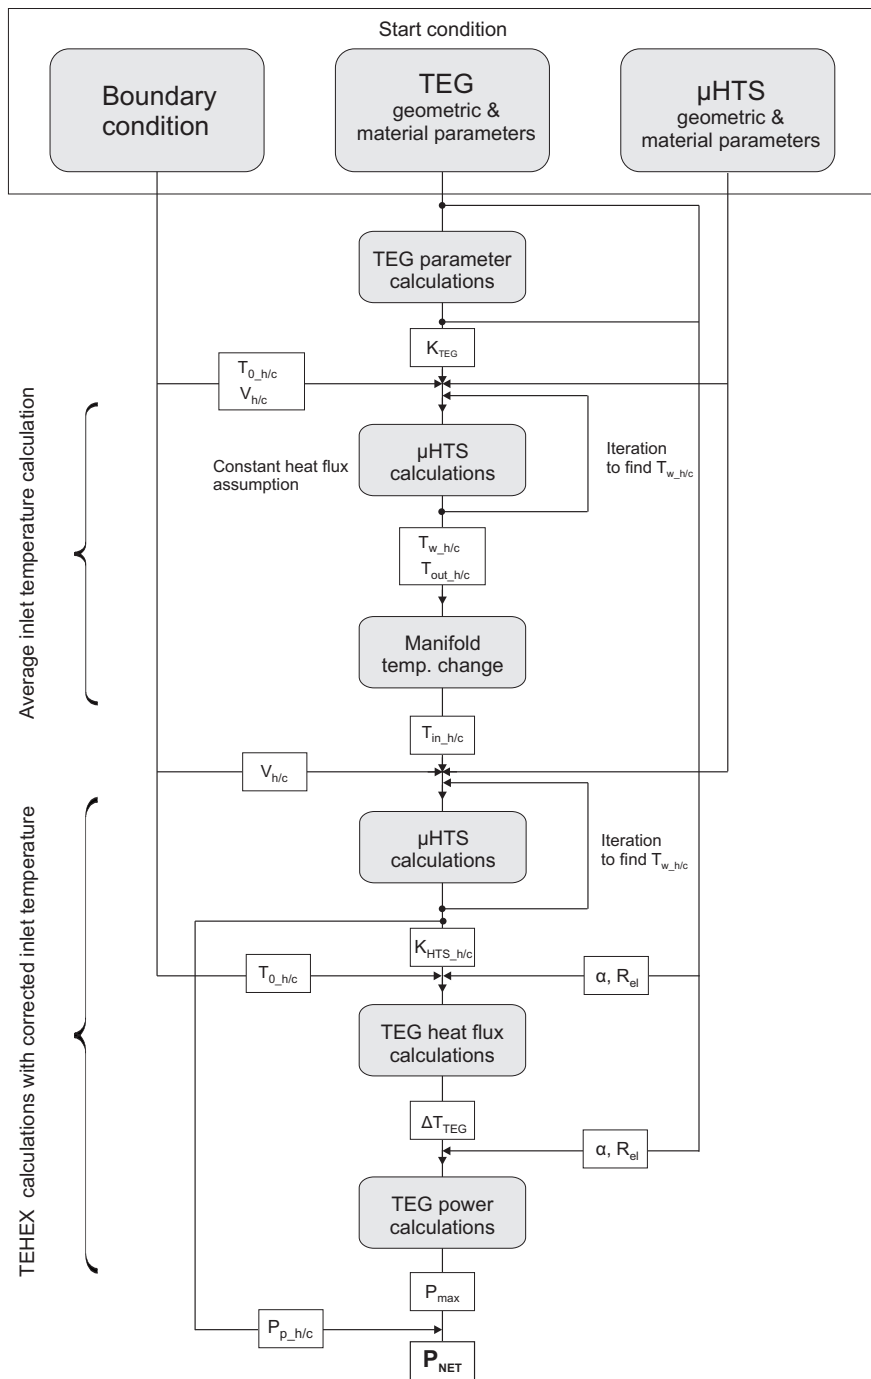 Start condition
Boundary
condition
TEG
geometric &
material parameters
µHTS
geometric &
material parameters
TEG parameter
calculations
K_TEG
T_0_h/c
V_h/c
Average inlet temperature calculation
Constant heat flux
assumption
µHTS
calculations
Iteration
to find T_w_h/c
T_w_h/c
T_out_h/c
Manifold
temp. change
T_in_h/c
V_h/c
TEHEX calculations with corrected inlet temperature
µHTS
calculations
Iteration
to find T_w_h/c
K_HTS_h/c
T_0_h/c
α, R_el
TEG heat flux
calculations
ΔT_TEG
α, R_el
TEG power
calculations
P_max
P_p_h/c
P_NET